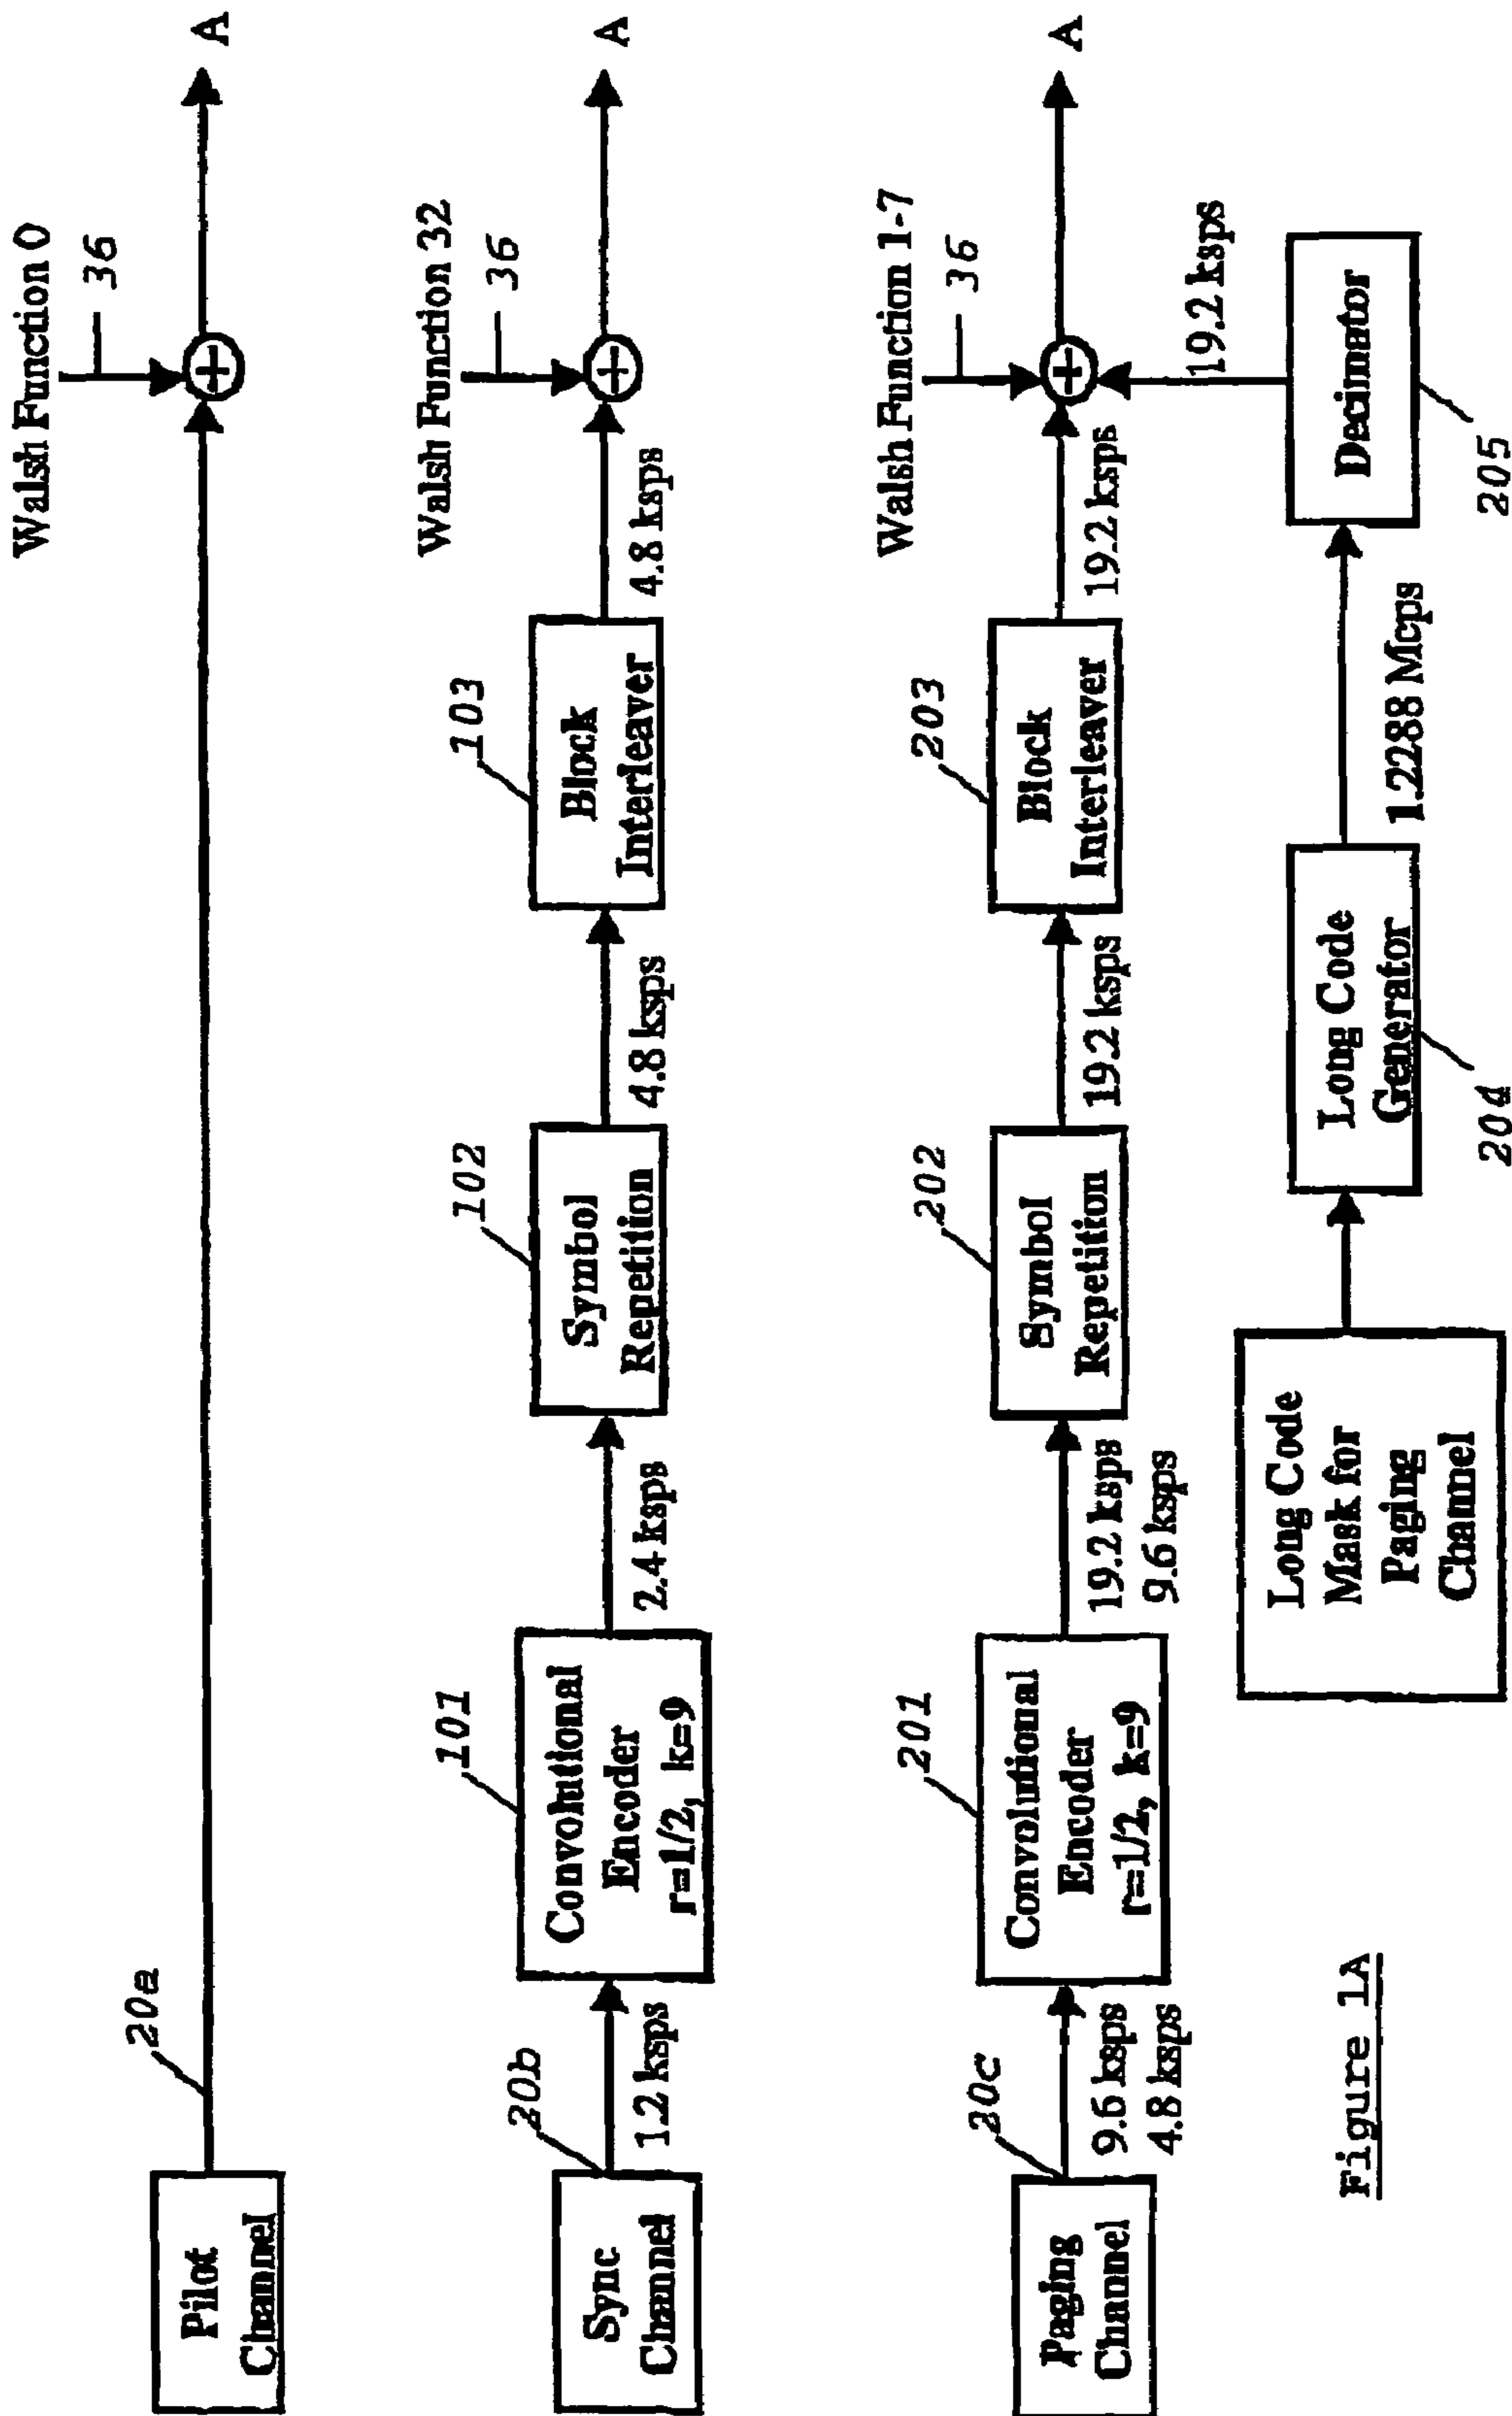 Walsh Function 0
36
20a
Pilot
Channel
A
Walsh Function 32
36
20b
Sync
Channel
1.2 ksps
101
Convolutional
Encoder
r=1/2, k=9
2.4 ksps
102
Symbol
Repetition
4.8 ksps
103
Block
Interleaver
4.8 ksps
A
Walsh Function 1-7
36
20c
Paging
Channel
9.6 ksps
4.8 ksps
201
Convolutional
Encoder
r=1/2, k=9
19.2 ksps
9.6 ksps
202
Symbol
Repetition
19.2 ksps
203
Block
Interleaver
19.2 ksps
A
Long Code
Mask for
Paging
Channel
Long Code
Generator
204
1.2288 Mcps
Decimator
205
19.2 ksps
Figure 1A